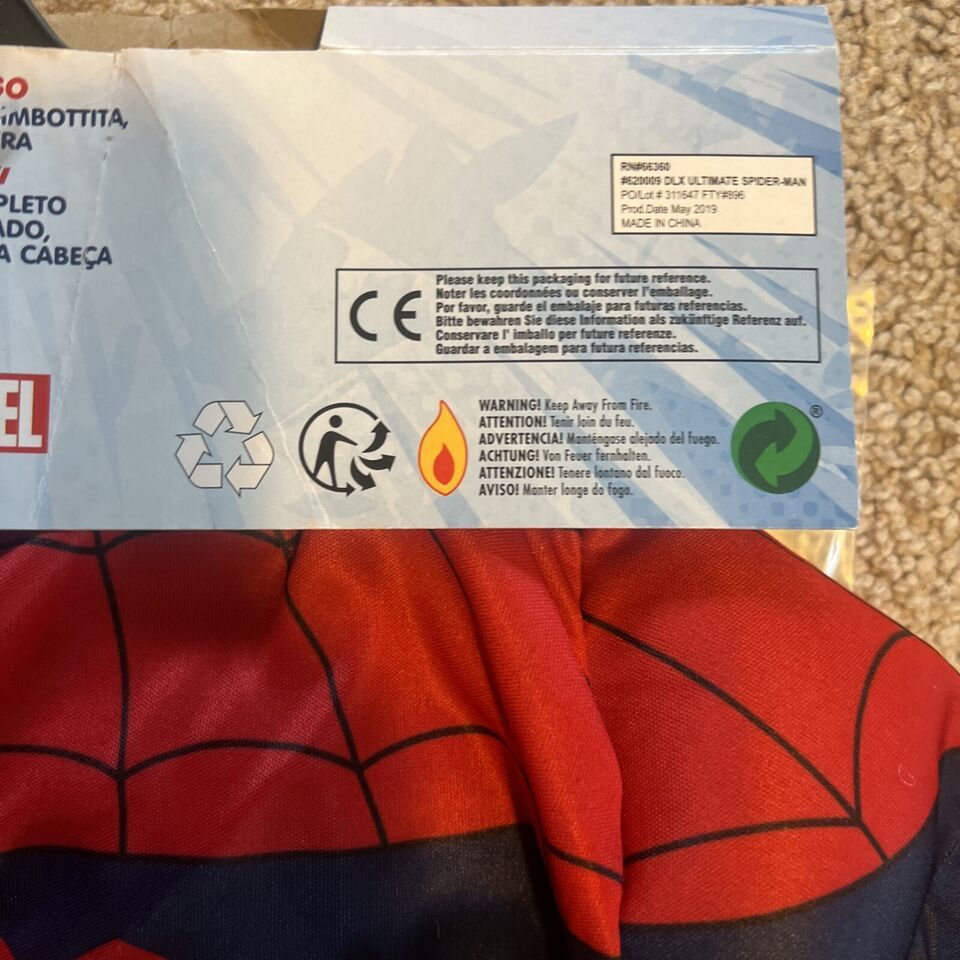 SO
IMBOTTITA,
RA
PLETO
ADO,
A CABEÇA
EL
RN#66360
#620009 DLX ULTIMATE SPIDER-MAN
PO/Lot # 311647 FTY#896
Prod.Date May 2019
MADE IN CHINA
CE
Please keep this packaging for future reference.
Noter les coordonnées ou conserver l'emballage.
Por favor, guarde el embalaje para futuras referencias.
Bitte bewahren Sie diese Information als zukünftige Referenz auf.
Conservare l' imballo per future referenze.
Guardar a embalagem para futura referencias.
WARNING! Keep Away From Fire.
ATTENTION! Tenir loin du feu.
ADVERTENCIA! Manténgase alejado del fuego.
ACHTUNG! Von Feuer fernhalten.
ATTENZIONE! Tenere lontano dal fuoco.
AVISO! Manter longe do fogo.
®